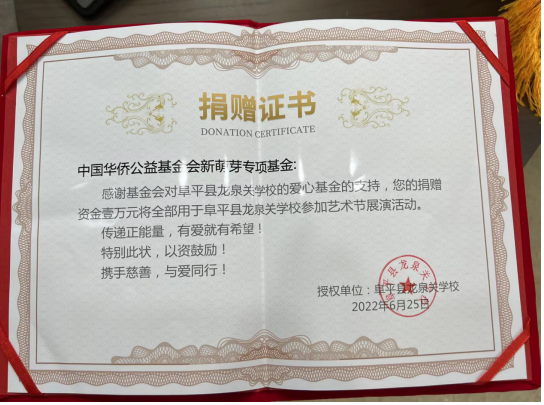 捐赠证书
DONATION CERTIFICATE
中国华侨公益基金会新萌芽专项基金:
感谢基金会对阜平县龙泉关学校的爱心基金的支持，您的捐赠
资金壹万元将全部用于阜平县龙泉关学校参加艺术节展演活动。
传递正能量，有爱就有希望！
特别此状，以资鼓励！
携手慈善，与爱同行！
授权单位：阜平县龙泉关学校
2022年6月25日